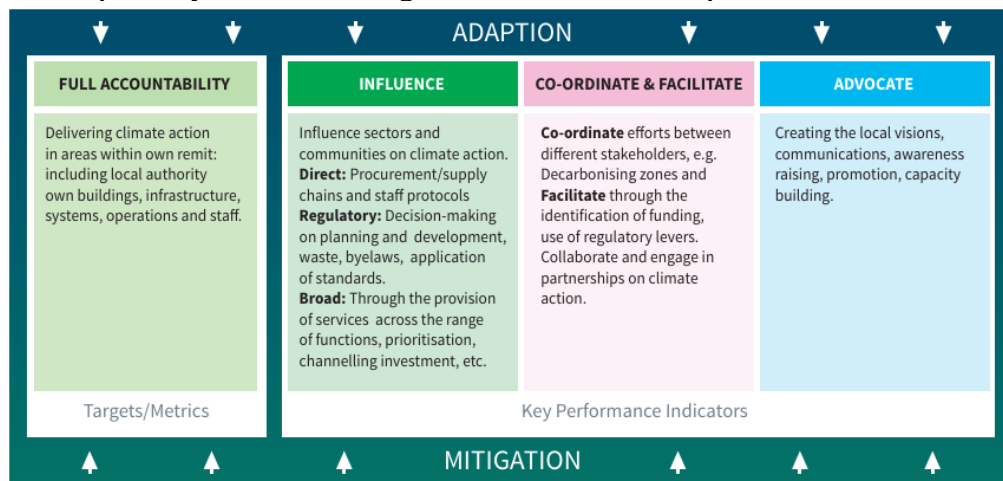 ADAPTION
FULL ACCOUNTABILITY
Delivering climate action
in areas within own remit:
including local authority
own buildings, infrastructure,
systems, operations and staff.
Targets/Metrics
INFLUENCE
Influence sectors and
communities on climate action.
Direct: Procurement/supply
chains and staff protocols
Regulatory: Decision-making
on planning and development,
waste, byelaws, application
of standards.
Broad: Through the provision
of services across the range
of functions, prioritisation,
channelling investment, etc.
CO-ORDINATE & FACILITATE
Co-ordinate efforts between
different stakeholders, e.g.
Decarbonising zones and
Facilitate through the
identification of funding,
use of regulatory levers.
Collaborate and engage in
partnerships on climate
action.
ADVOCATE
Creating the local visions,
communications, awareness
raising, promotion, capacity
building.
Key Performance Indicators
MITIGATION